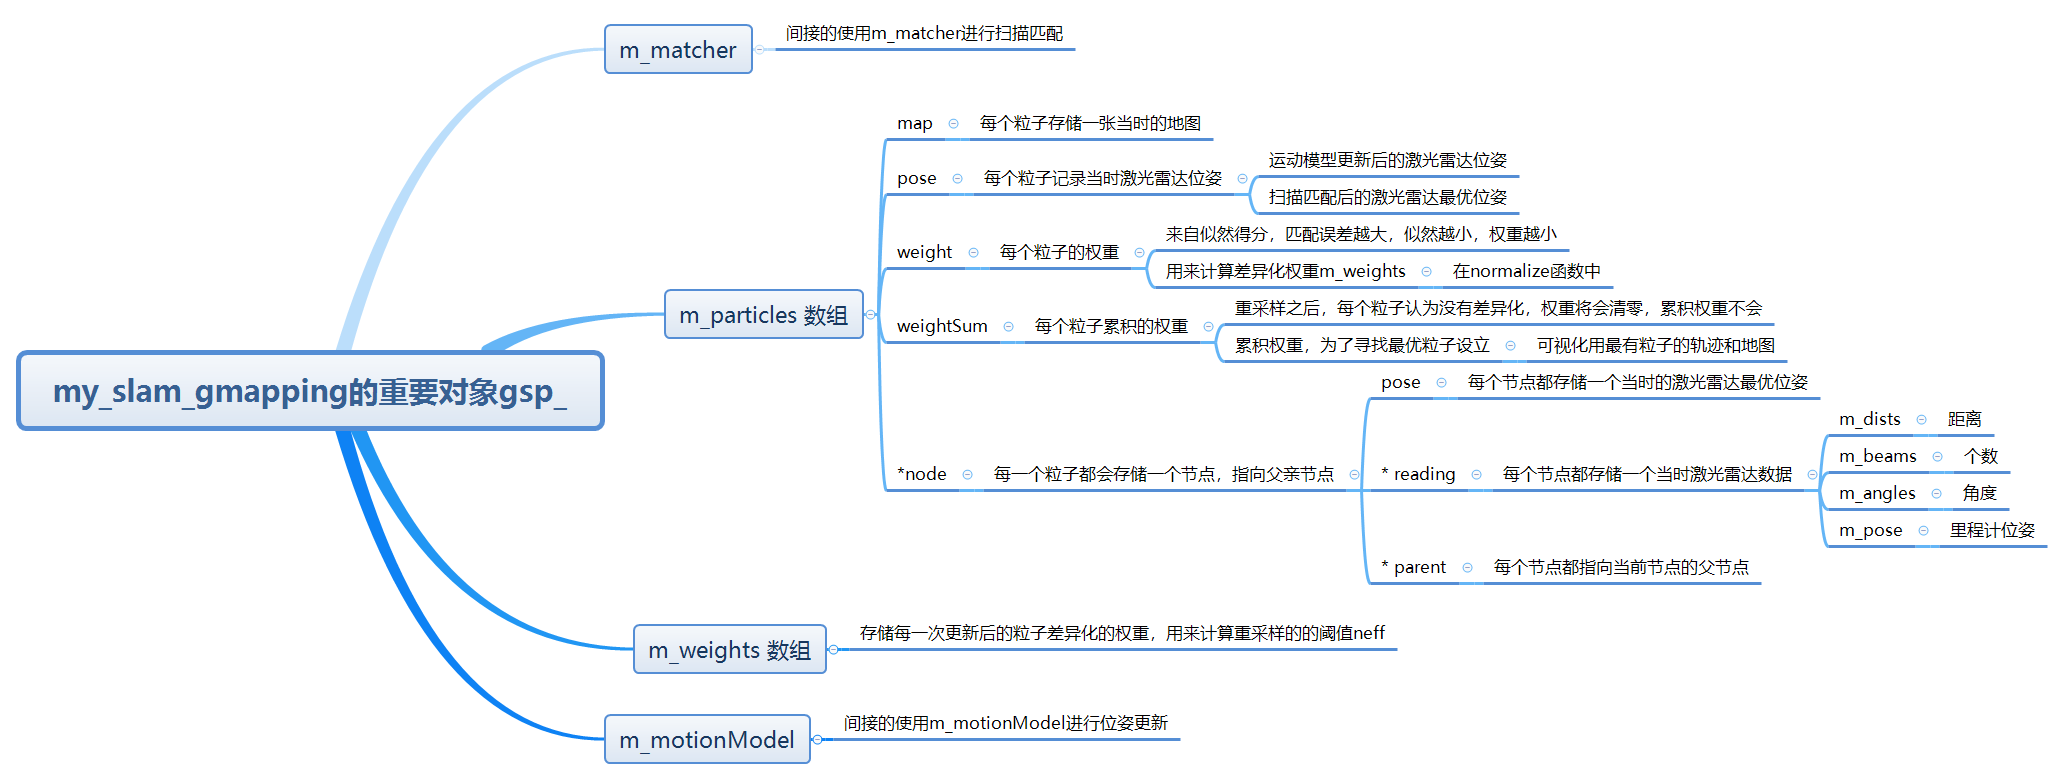 my_slam_gmapping的重要对象gsp_
m_matcher
间接的使用m_matcher进行扫描匹配
m_particles 数组
map
每个粒子存储一张当时的地图
pose
每个粒子记录当时激光雷达位姿
运动模型更新后的激光雷达位姿
扫描匹配后的激光雷达最优位姿
weight
每个粒子的权重
来自似然得分，匹配误差越大，似然越小，权重越小
用来计算差异化权重m_weights
在normalize函数中
weightSum
每个粒子累积的权重
重采样之后，每个粒子认为没有差异化，权重将会清零，累积权重不会
累积权重，为了寻找最优粒子设立
可视化用最有粒子的轨迹和地图
*node
每一个粒子都会存储一个节点，指向父亲节点
pose
每个节点都存储一个当时的激光雷达最优位姿
* reading
每个节点都存储一个当时激光雷达数据
m_dists
距离
m_beams
个数
m_angles
角度
m_pose
里程计位姿
* parent
每个节点都指向当前节点的父节点
m_weights 数组
存储每一次更新后的粒子差异化的权重，用来计算重采样的的阈值neff
m_motionModel
间接的使用m_motionModel进行位姿更新